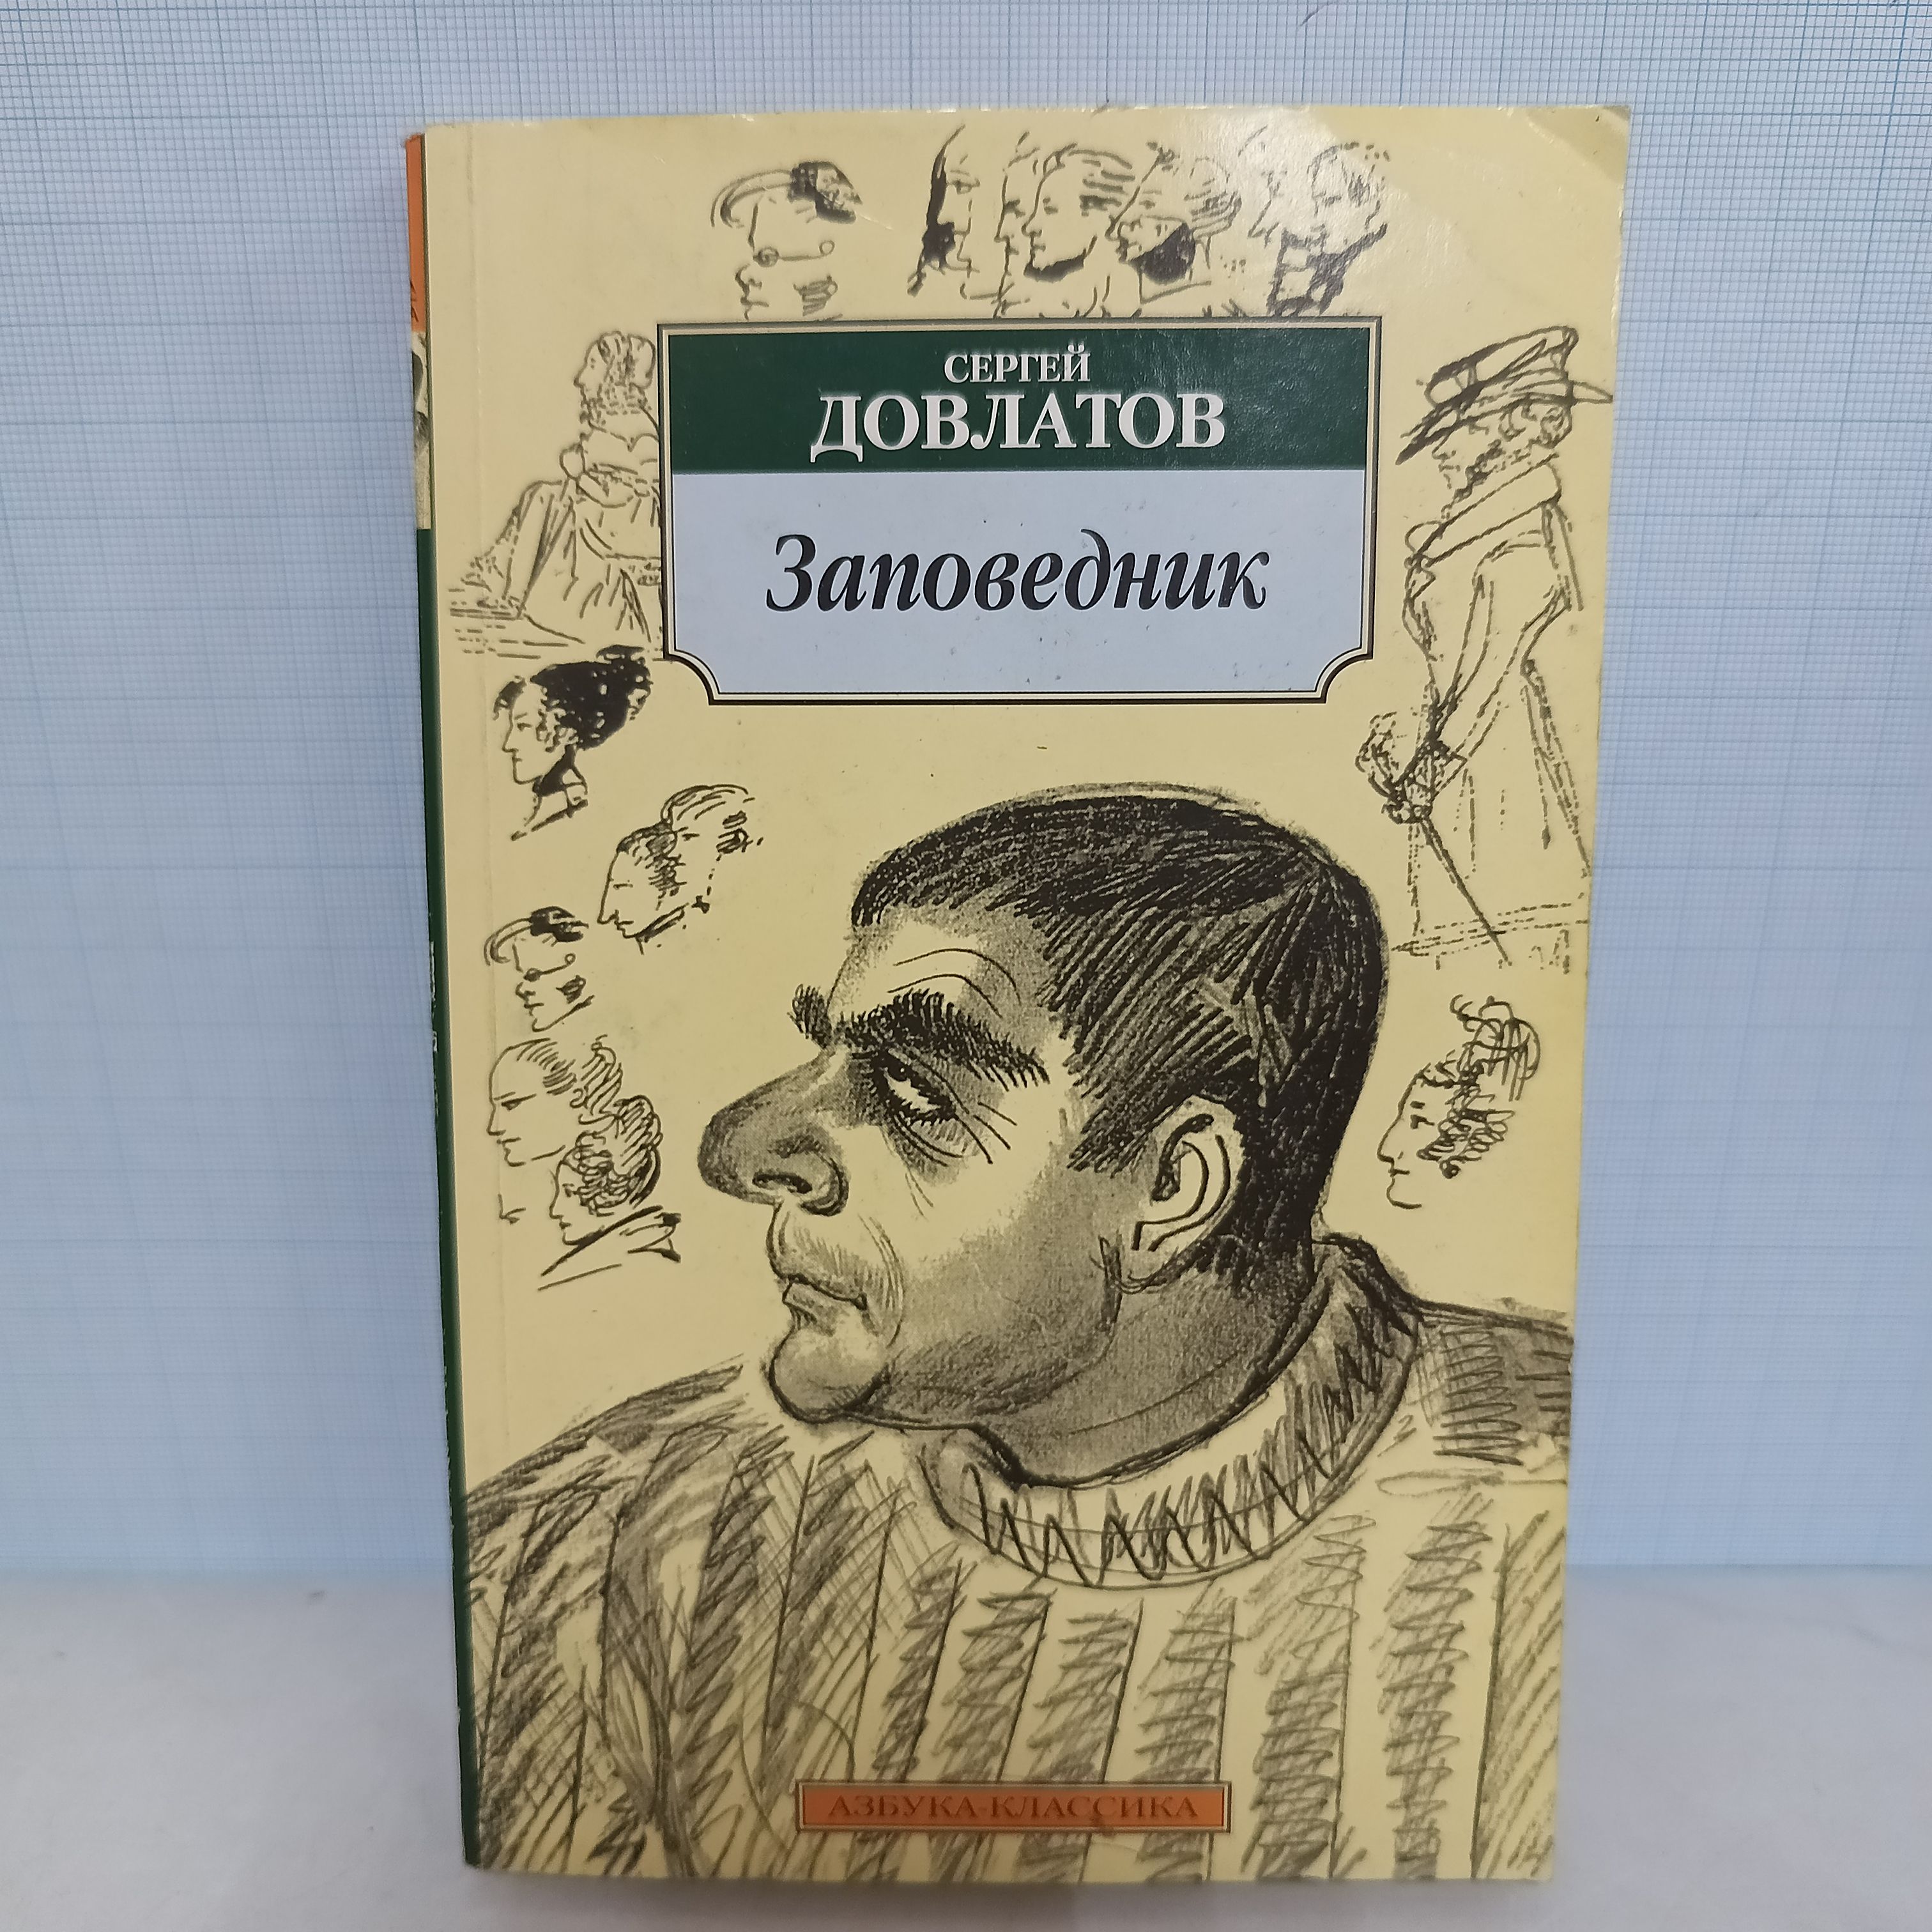 СЕРГЕЙ
ДОВЛАТОВ
Заповедник
АЗБУКА-КЛАССИКА